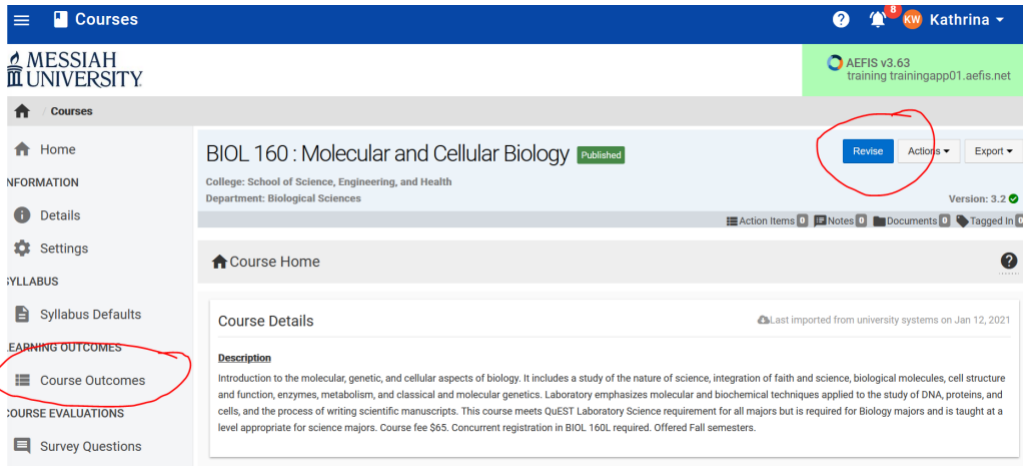 Courses
8
KW Kathrina
MESSIAH
UNIVERSITY
AEFIS v3.63
training trainingapp01.aefis.net
/ Courses
Home
NFORMATION
Details
Settings
SYLLABUS
Syllabus Defaults
LEARNING OUTCOMES
Course Outcomes
COURSE EVALUATIONS
Survey Questions
BIOL 160 : Molecular and Cellular Biology Published
Revise Actions Export
College: School of Science, Engineering, and Health
Department: Biological Sciences
Version: 3.2
Action Items 0 Notes 0 Documents 0 Tagged In 0
Course Home
Course Details
Last imported from university systems on Jan 12, 2021
Description
Introduction to the molecular, genetic, and cellular aspects of biology. It includes a study of the nature of science, integration of faith and science, biological molecules, cell structure
and function, enzymes, metabolism, and classical and molecular genetics. Laboratory emphasizes molecular and biochemical techniques applied to the study of DNA, proteins, and
cells, and the process of writing scientific manuscripts. This course meets QuEST Laboratory Science requirement for all majors but is required for Biology majors and is taught at a
level appropriate for science majors. Course fee $65. Concurrent registration in BIOL 160L required. Offered Fall semesters.